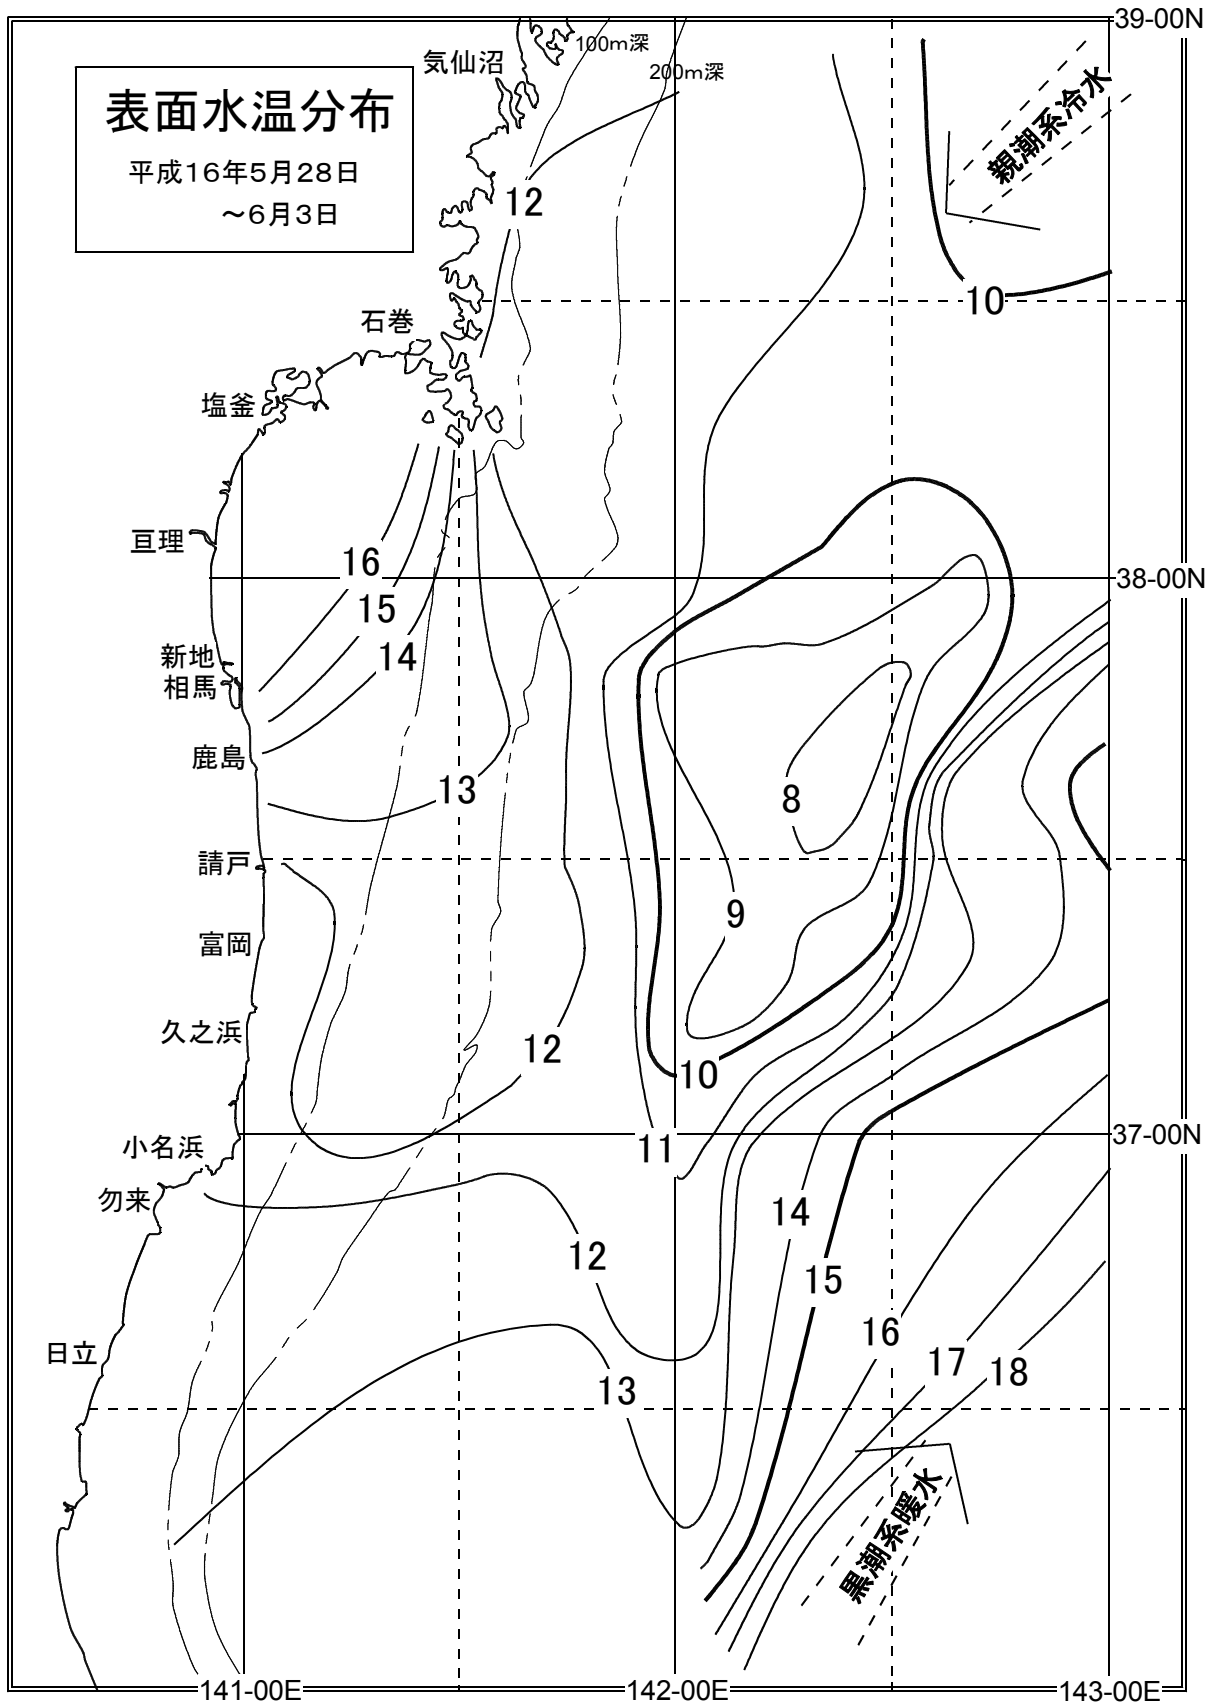 39-00N
100m深
気仙沼
200m深
表面水温分布
平成16年5月28日
～6月3日
親潮系冷水
12
10
石巻
塩釜
亘理
16
38-00N
15
14
新地
相馬
鹿島
13
8
請戸
9
富岡
久之浜
12
10
37-00N
小名浜
11
勿来
14
12
15
16
日立
17
18
13
黒潮系暖水
141-00E
142-00E
143-00E